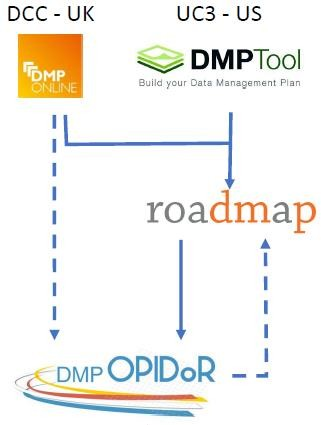 DCC - UK
UC3 - US
DMP
ONLINE
DMPTool
Build your Data Management Plan
roadmap
DMP OPIDoR